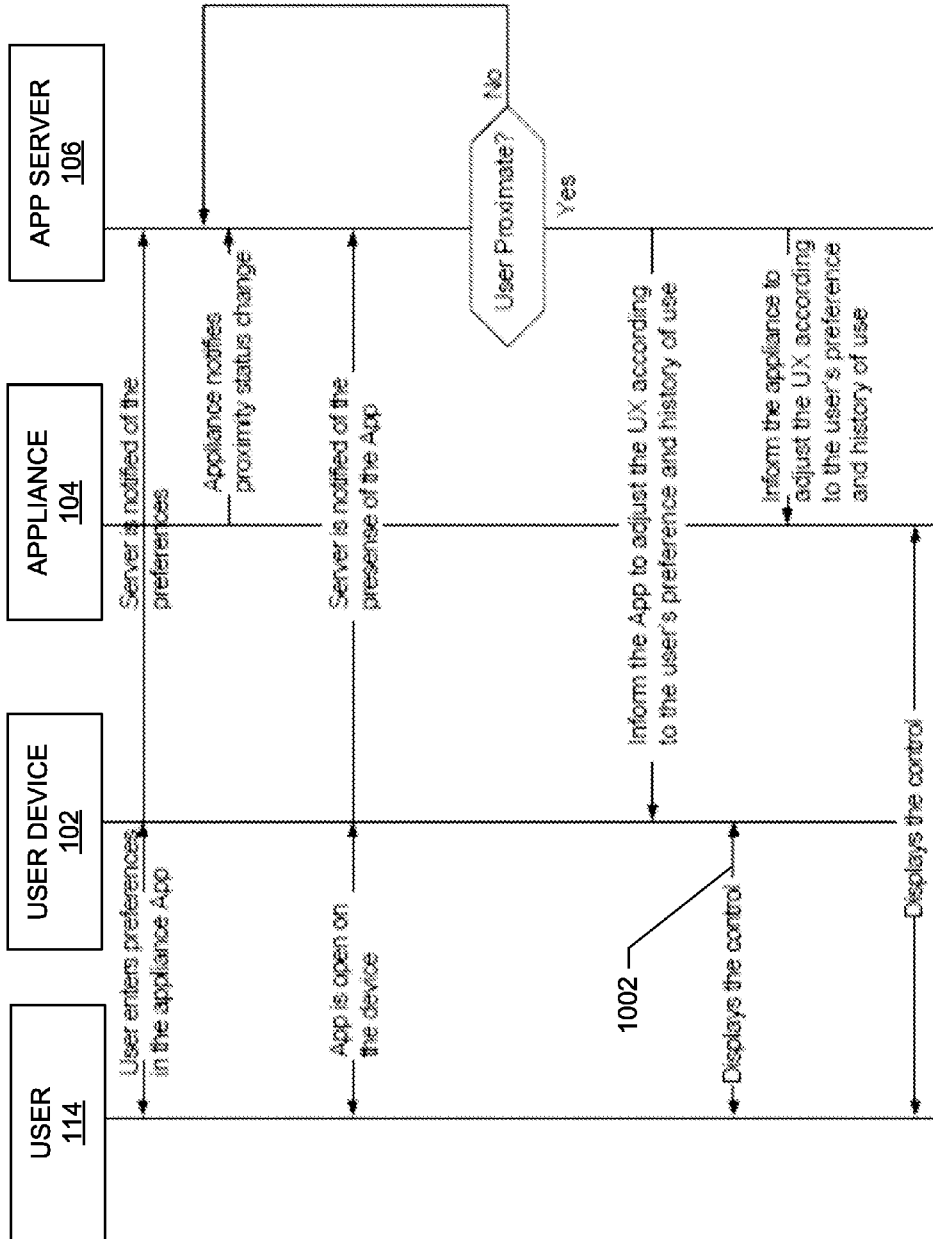 USER
114
USER DEVICE
102
APPLIANCE
104
APP SERVER
106
User enters preferences
in the appliance App
Server is notified of the
preferences
Appliance notifies
proximity status change
App is open on
the device
Server is notified of the
presense of the App
User Proximate?
No
Yes
Inform the App to adjust the UX according
to the user's preference and history of use
1002
Displays the control
Inform the appliance to
adjust the UX according
to the user's preference
and history of use
Displays the control